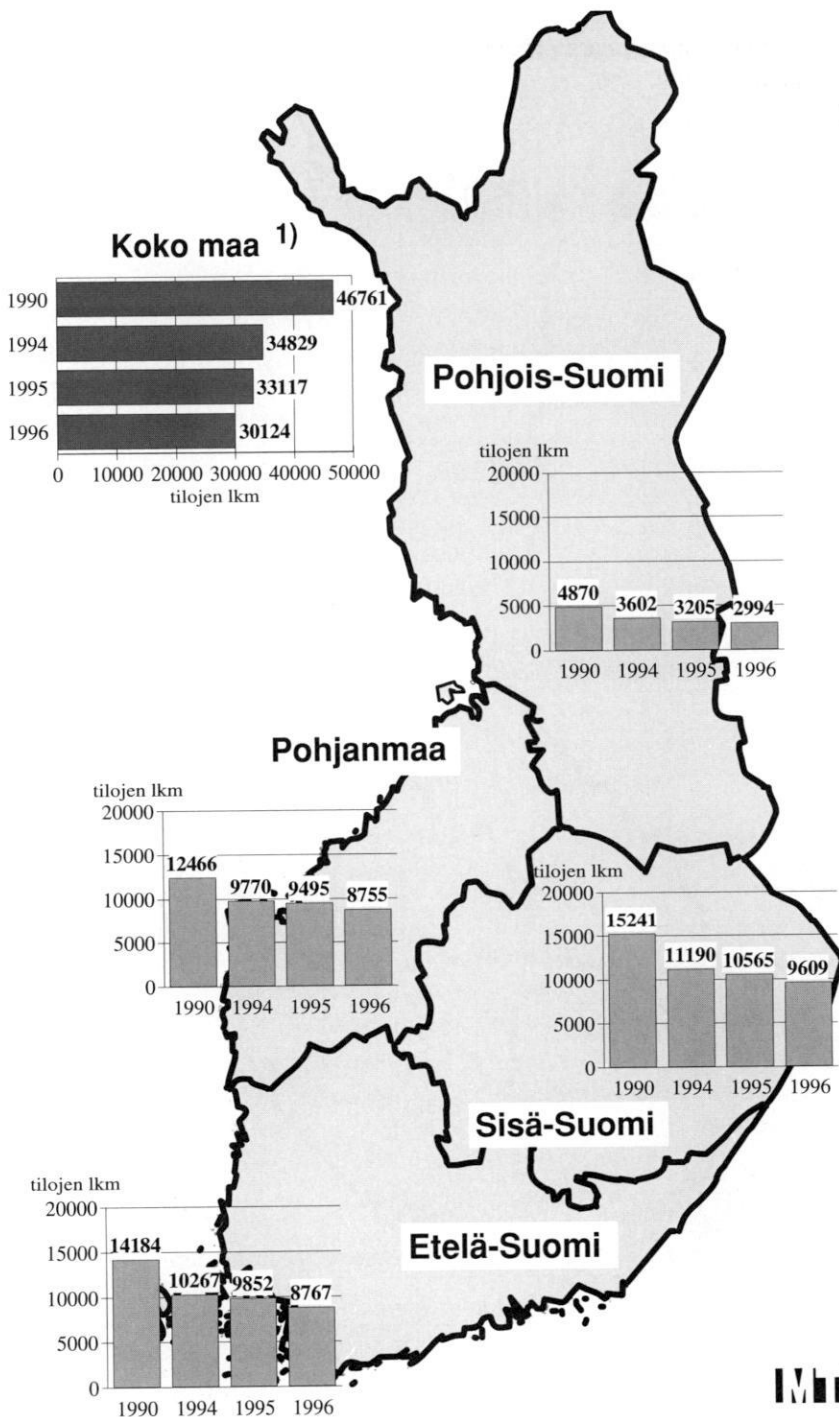 Koko maa 1)
1990 46761
1994 34829
1995 33117
1996 30124
0 10000 20000 30000 40000 50000
tilojen lkm
Pohjois-Suomi
tilojen lkm
20000
15000
10000
5000
0
4870 3602 3205 2994
1990 1994 1995 1996
Pohjanmaa
tilojen lkm
20000
15000
10000
5000
0
12466 9770 9495 8755
1990 1994 1995 1996
tilojen lkm
20000
15000
10000
5000
0
15241 11190 10565 9609
1990 1994 1995 1996
Sisä-Suomi
Etelä-Suomi
tilojen lkm
20000
15000
10000
5000
0
14184 10267 9852 8767
1990 1994 1995 1996